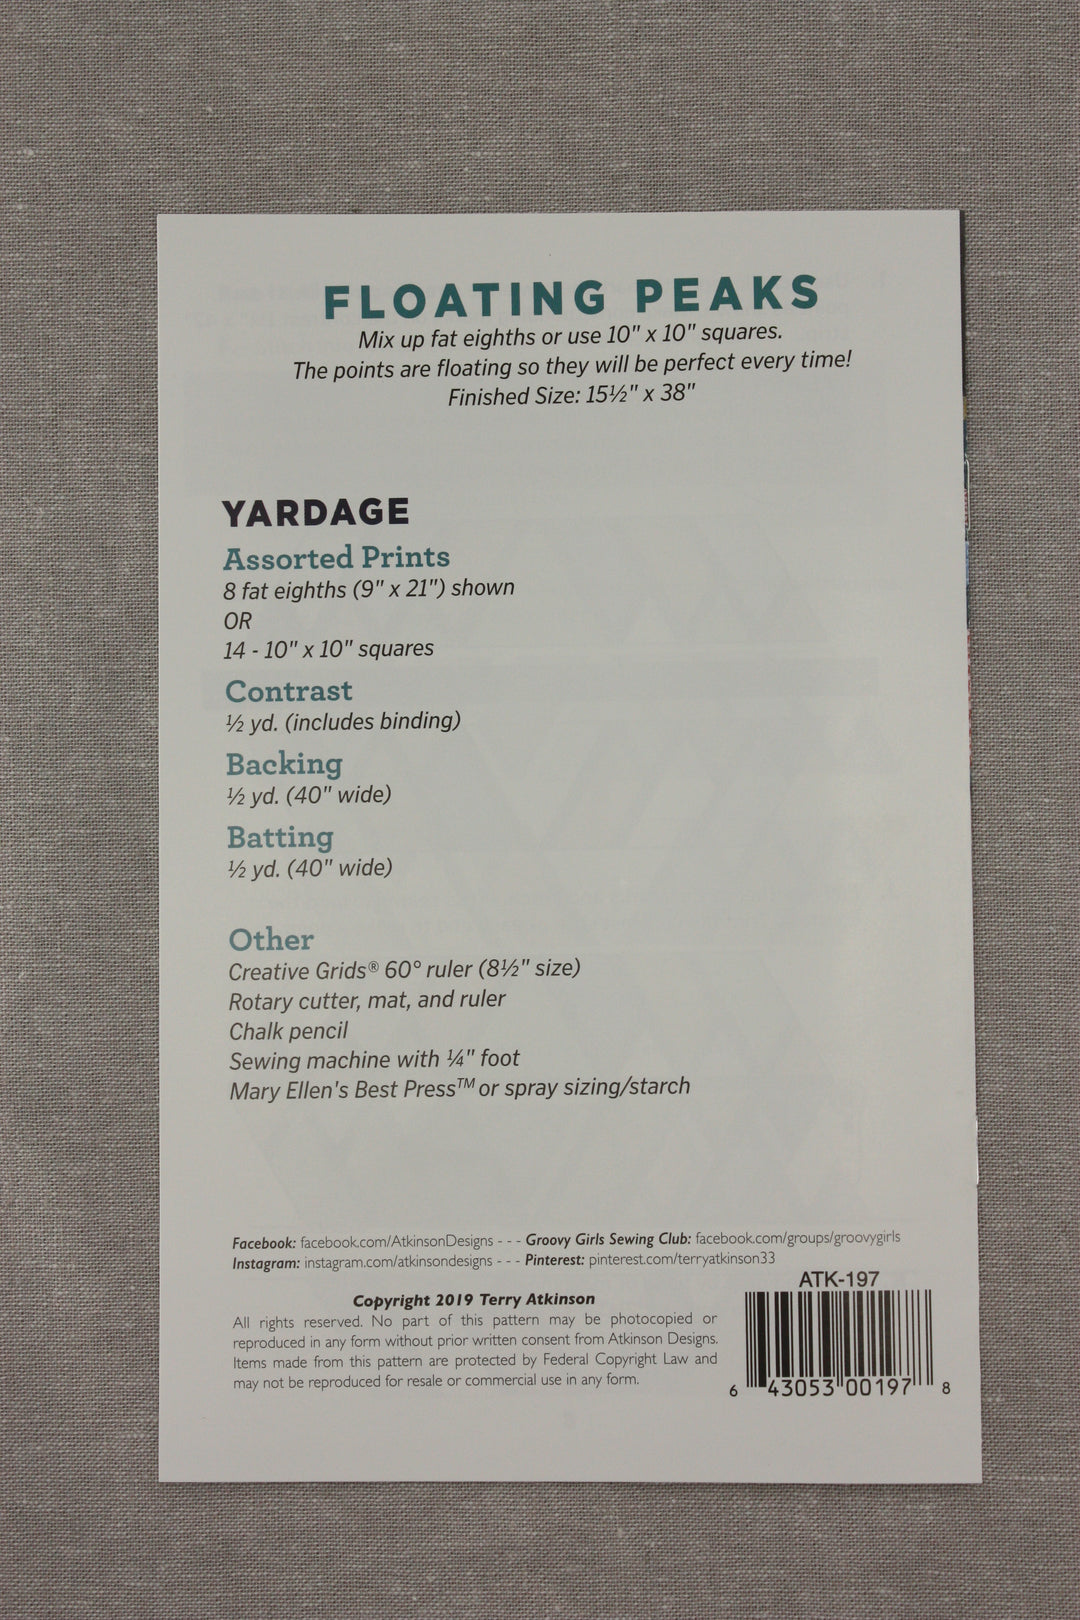 FLOATING PEAKS
Mix up fat eighths or use 10" x 10" squares.
The points are floating so they will be perfect every time!
Finished Size: 15½" x 38"
YARDAGE
Assorted Prints
8 fat eighths (9" x 21") shown
OR
14 - 10" x 10" squares
Contrast
½ yd. (includes binding)
Backing
½ yd. (40" wide)
Batting
½ yd. (40" wide)
Other
Creative Grids® 60° ruler (8½" size)
Rotary cutter, mat, and ruler
Chalk pencil
Sewing machine with ¼" foot
Mary Ellen's Best Press™ or spray sizing/starch
Facebook: facebook.com/AtkinsonDesigns - - - Groovy Girls Sewing Club: facebook.com/groups/groovygirls
Instagram: instagram.com/atkinsondesigns - - - Pinterest: pinterest.com/terryatkinson33
Copyright 2019 Terry Atkinson
All rights reserved. No part of this pattern may be photocopied or
reproduced in any form without prior written consent from Atkinson Designs.
Items made from this pattern are protected by Federal Copyright Law and
may not be reproduced for resale or commercial use in any form.
ATK-197
6 43053 00197 8